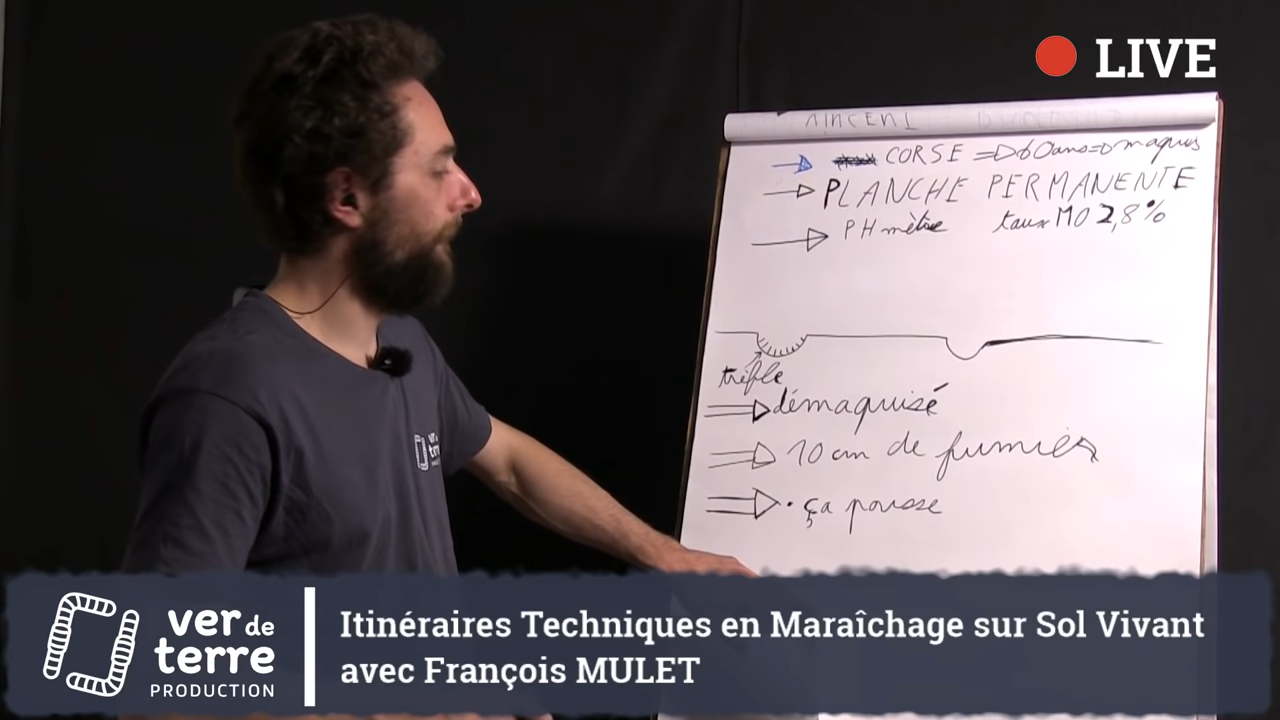 LIVE
CORSE => 60 ans => maquis
PLANCHE PERMANENTE
PH mètre taux MO 2,8%
trèfle
démaquisé
10 cm de fumier
ça pousse
ver de
terre
PRODUCTION
Itinéraires Techniques en Maraîchage sur Sol Vivant
avec François MULET